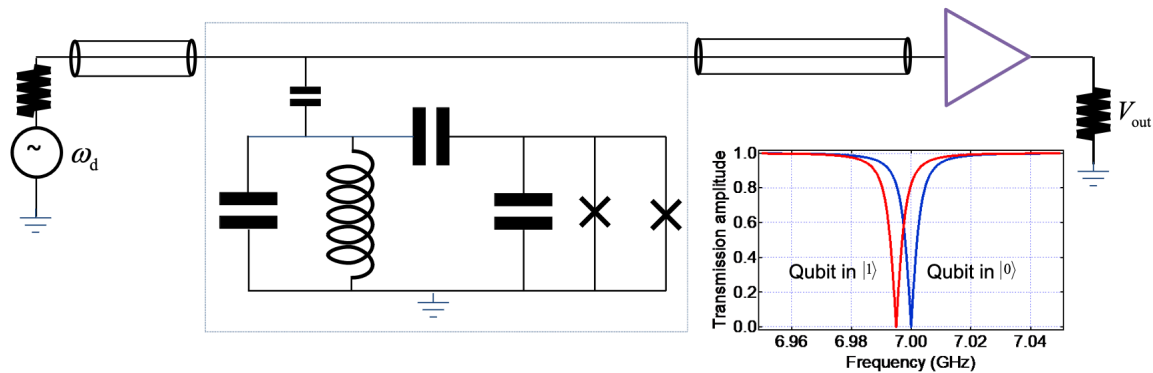 ~
ω_d
V_out
Transmission amplitude
1.0
0.8
0.6
0.4
0.2
0.0
Qubit in |1⟩ Qubit in |0⟩
6.96 6.98 7.00 7.02 7.04
Frequency (GHz)